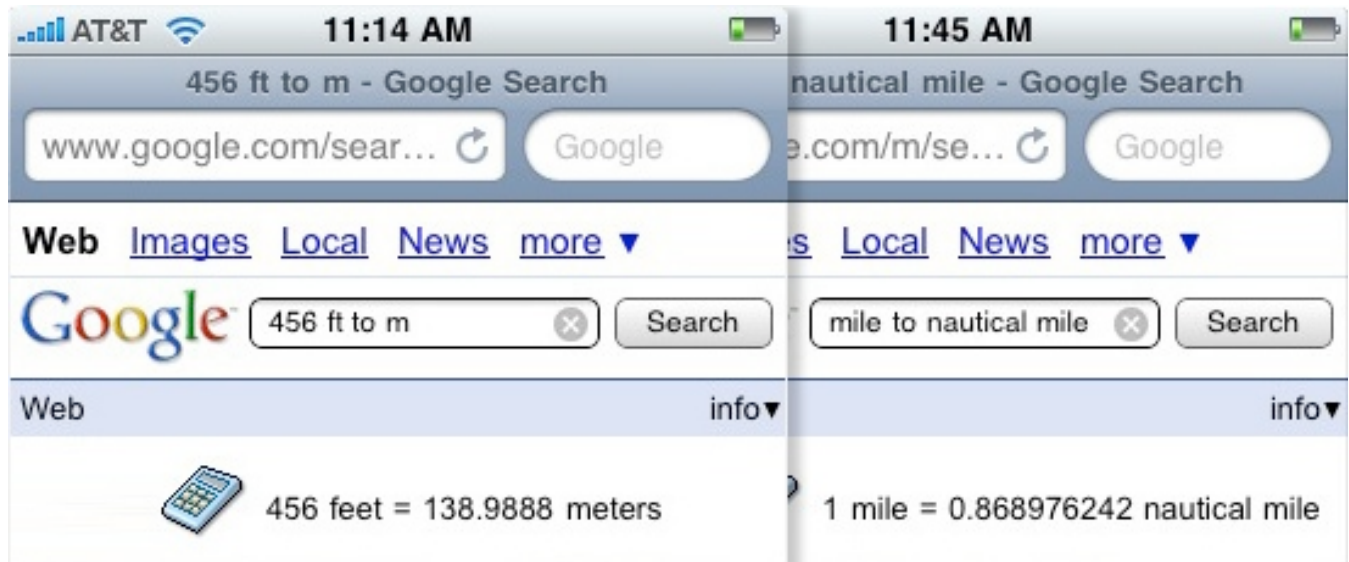 AT&T 11:14 AM
456 ft to m - Google Search
www.google.com/sear... Google
Web Images Local News more ▼
Google 456 ft to m Search
Web info▼
456 feet = 138.9888 meters
11:45 AM
nautical mile - Google Search
e.com/m/se... Google
s Local News more ▼
mile to nautical mile Search
info▼
1 mile = 0.868976242 nautical mile